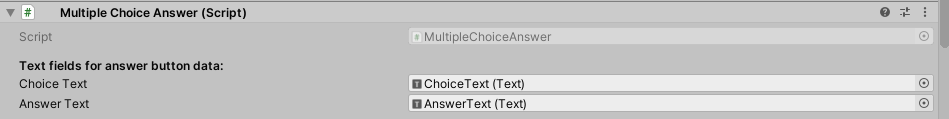 Multiple Choice Answer (Script)
Script # MultipleChoiceAnswer
Text fields for answer button data:
Choice Text T ChoiceText (Text)
Answer Text T AnswerText (Text)